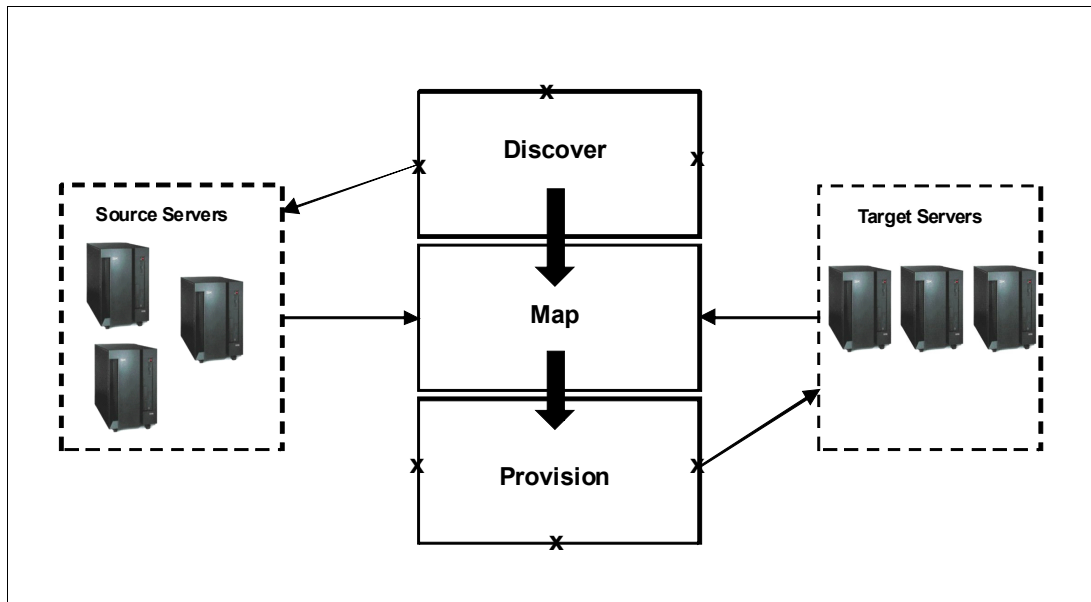 Discover
Source Servers
Target Servers
Map
Provision
x
x
x
x
x
x